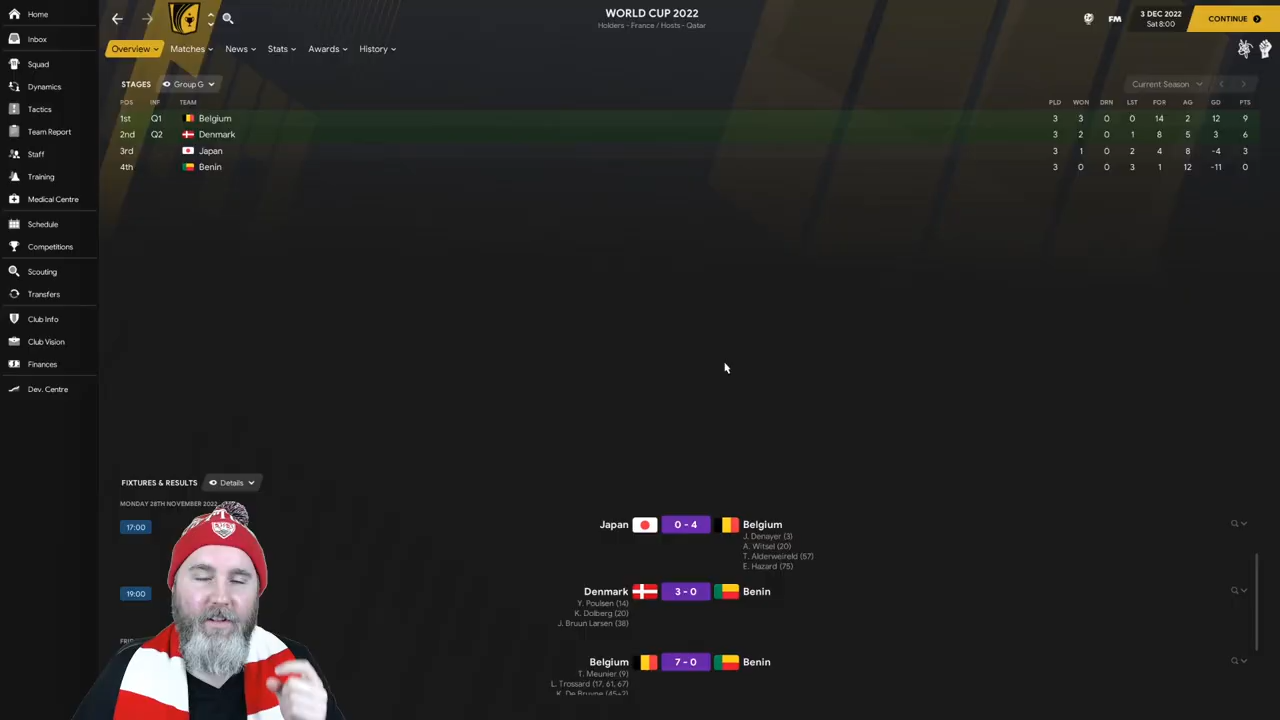 Home
WORLD CUP 2022
Holders - France / Hosts - Qatar
FM
3 DEC 2022
Sat 8:00
CONTINUE
Inbox
Squad
Dynamics
Tactics
Team Report
Staff
Training
Medical Centre
Schedule
Competitions
Scouting
Transfers
Club Info
Club Vision
Finances
Dev. Centre
Overview Matches News Stats Awards History
STAGES Group G Current Season
POS INF TEAM PLD WON DRN LST FOR AG GD PTS
1st Q1 Belgium 3 3 0 0 14 2 12 9
2nd Q2 Denmark 3 2 0 1 8 5 3 6
3rd Japan 3 1 0 2 4 8 -4 3
4th Benin 3 0 0 3 1 12 -11 0
FIXTURES & RESULTS Details
MONDAY 28TH NOVEMBER 2022
17:00 Japan 0 - 4 Belgium
J. Denayer (3)
A. Witsel (20)
T. Alderweireld (57)
E. Hazard (75)
19:00 Denmark 3 - 0 Benin
Y. Poulsen (14)
K. Dolberg (20)
J. Bruun Larsen (38)
Belgium 7 - 0 Benin
T. Meunier (9)
L. Trossard (17, 61, 67)
K. De Bruyne (45+2)